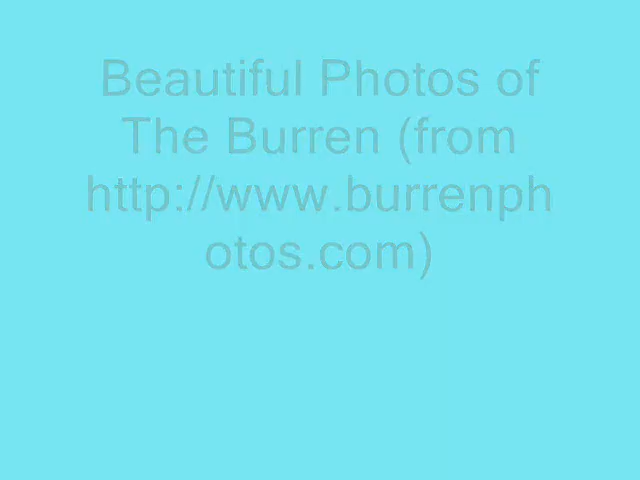 Beautiful Photos of
The Burren (from
http://www.burrenph
otos.com)